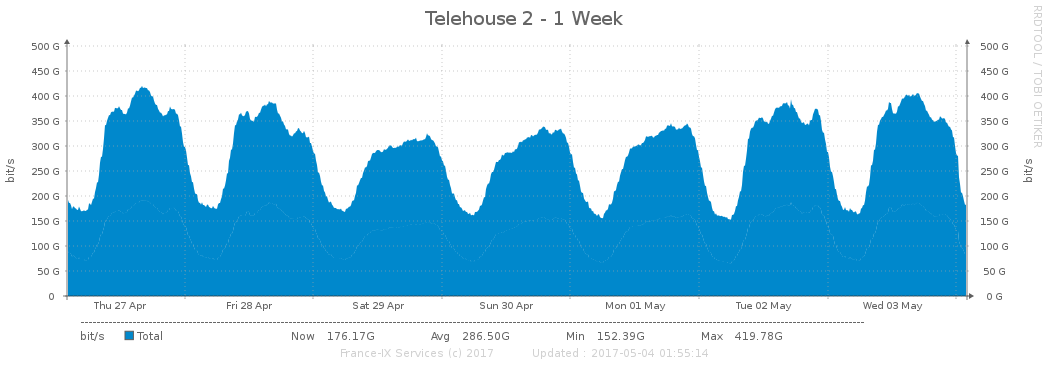 Telehouse 2 - 1 Week
RRDTOOL / TOBI OETIKER
bit/s
500 G
450 G
400 G
350 G
300 G
250 G
200 G
150 G
100 G
50 G
0
500 G
450 G
400 G
350 G
300 G
250 G
200 G
150 G
100 G
50 G
0 G
bit/s
Thu 27 Apr Fri 28 Apr Sat 29 Apr Sun 30 Apr Mon 01 May Tue 02 May Wed 03 May
bit/s Total Now 176.17G Avg 286.50G Min 152.39G Max 419.78G
France-IX Services (c) 2017 Updated : 2017-05-04 01:55:14